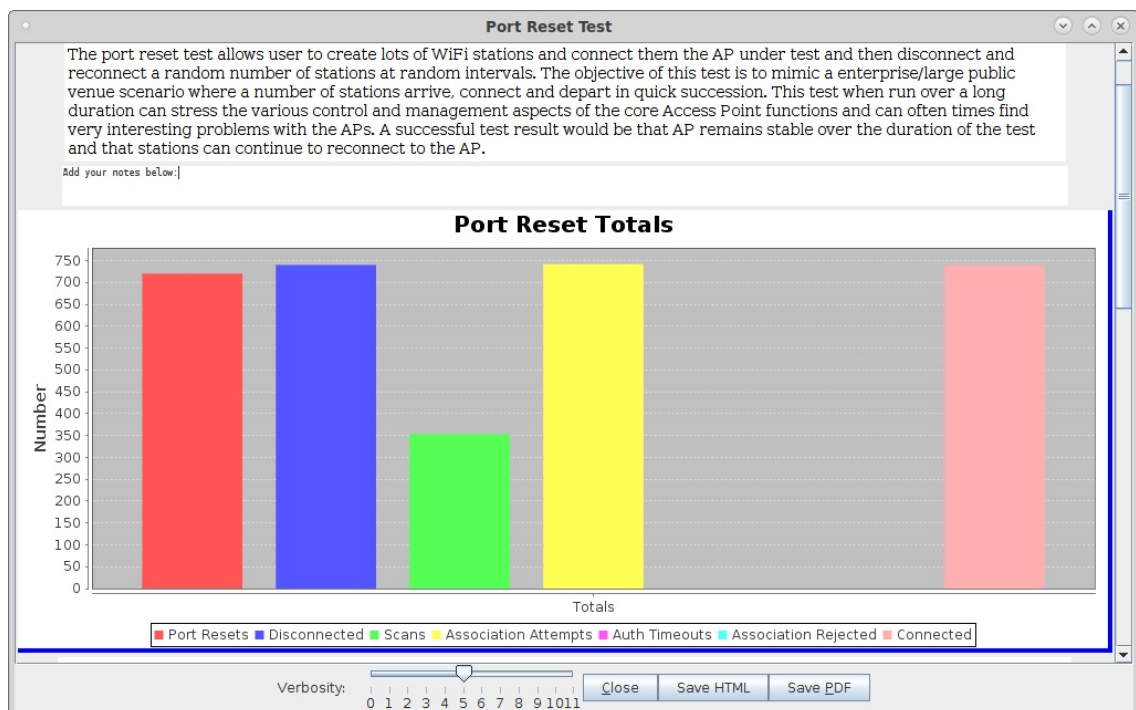 Port Reset Test
The port reset test allows user to create lots of WiFi stations and connect them the AP under test and then disconnect and
reconnect a random number of stations at random intervals. The objective of this test is to mimic a enterprise/large public
venue scenario where a number of stations arrive, connect and depart in quick succession. This test when run over a long
duration can stress the various control and management aspects of the core Access Point functions and can often times find
very interesting problems with the APs. A successful test result would be that AP remains stable over the duration of the test
and that stations can continue to reconnect to the AP.
Add your notes below:
Port Reset Totals
750
700
650
600
550
500
450
400
350
300
250
200
150
100
50
0
Number
Totals
Port Resets Disconnected Scans Association Attempts Auth Timeouts Association Rejected Connected
Verbosity:
0 1 2 3 4 5 6 7 8 9 10 11
Close Save HTML Save PDF